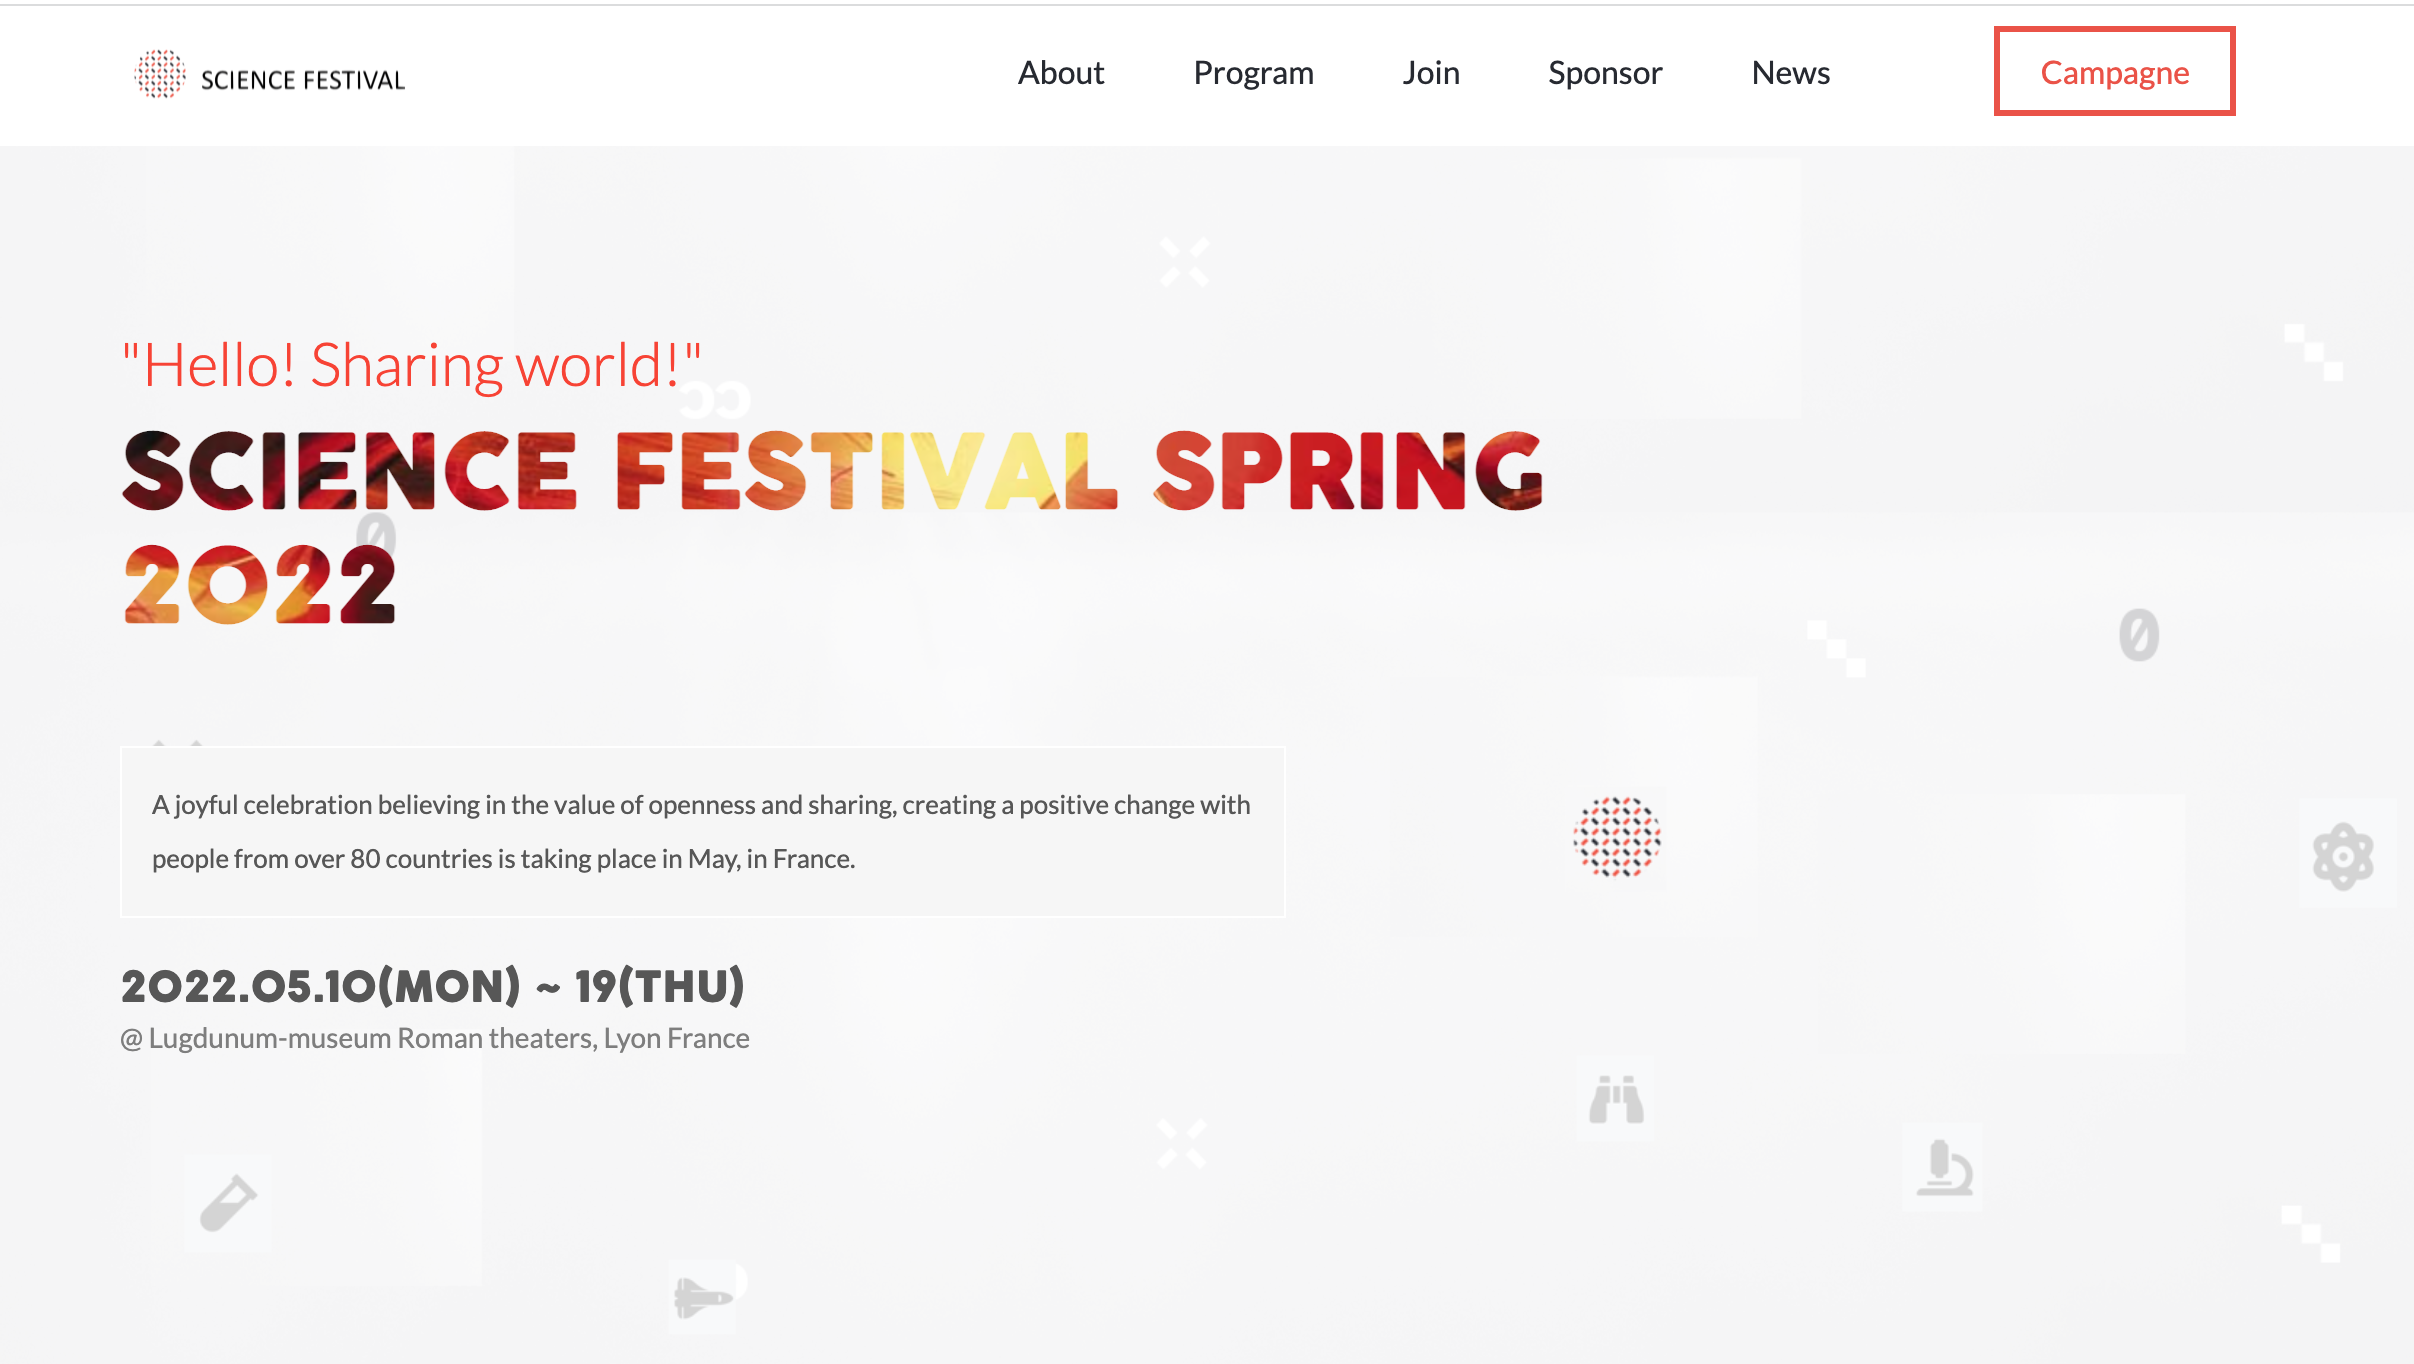 SCIENCE FESTIVAL
About Program Join Sponsor News Campagne
"Hello! Sharing world!"
SCIENCE FESTIVAL SPRING
2022
A joyful celebration believing in the value of openness and sharing, creating a positive change with
people from over 80 countries is taking place in May, in France.
2022.05.10(MON) ~ 19(THU)
@ Lugdunum-museum Roman theaters, Lyon France